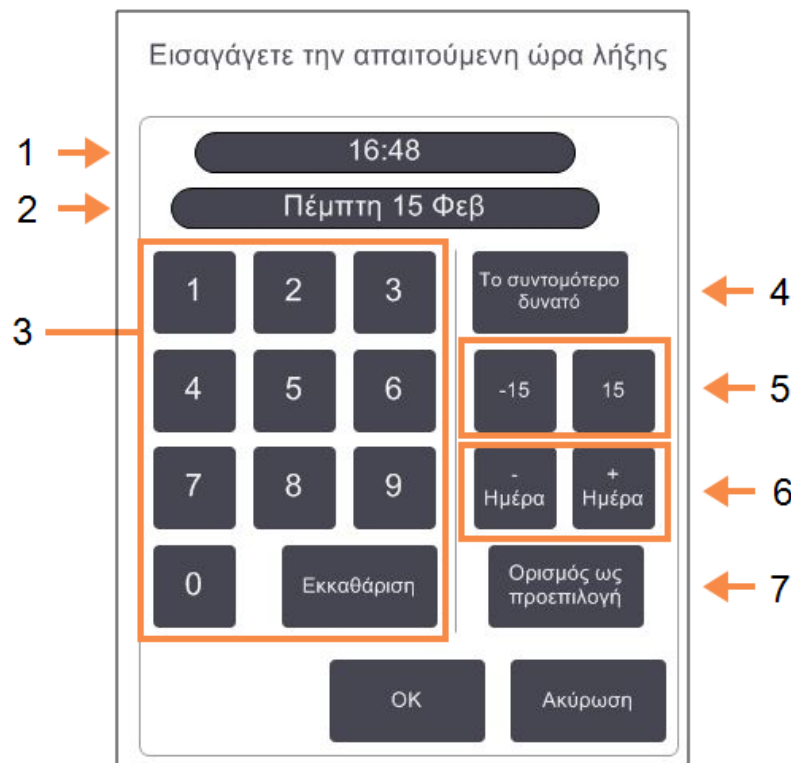 Εισαγάγετε την απαιτούμενη ώρα λήξης
1
16:48
2
Πέμπτη 15 Φεβ
3
1
2
3
Το συντομότερο
δυνατό
4
4
5
6
-15
15
5
7
8
9
-
Ημέρα
+
Ημέρα
6
0
Εκκαθάριση
Ορισμός ως
προεπιλογή
7
OK
Ακύρωση